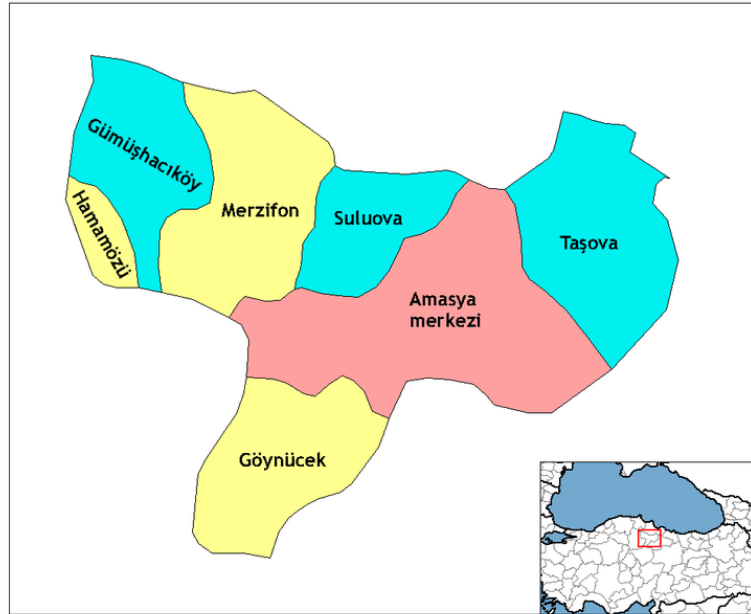 Gümüşhacıköy
Hamamözü
Merzifon
Suluova
Taşova
Amasya
merkezi
Göynücek